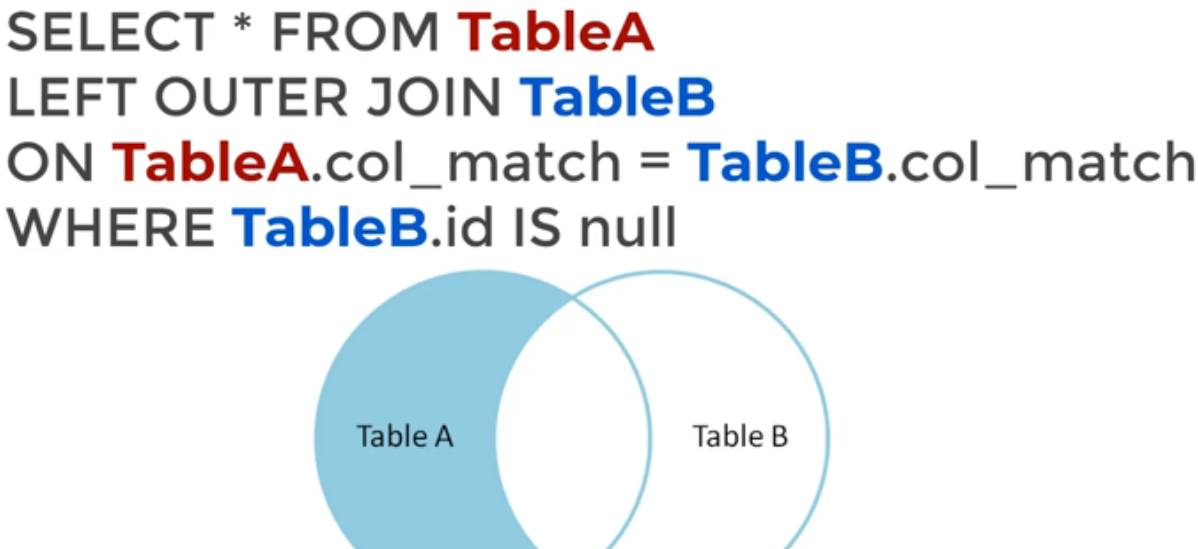 SELECT * FROM TableA
LEFT OUTER JOIN TableB
ON TableA.col_match = TableB.col_match
WHERE TableB.id IS null
Table A
Table B